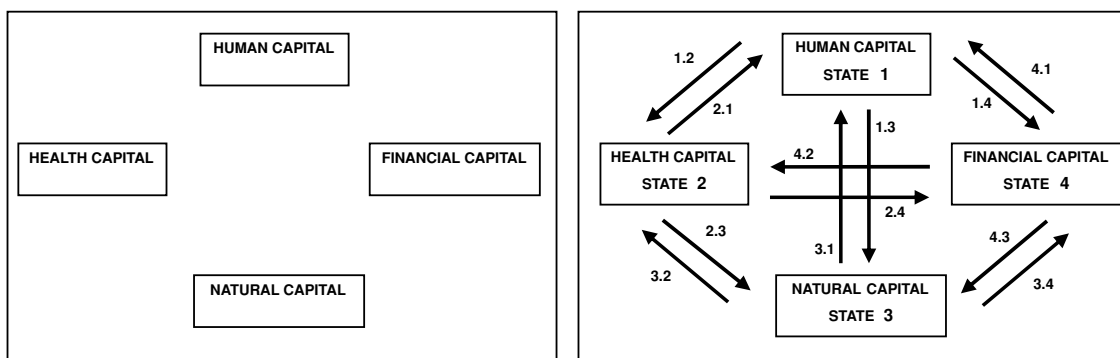 HUMAN CAPITAL
HEALTH CAPITAL
FINANCIAL CAPITAL
NATURAL CAPITAL
HUMAN CAPITAL
STATE 1
1.2
2.1
4.1
1.4
1.3
HEALTH CAPITAL
STATE 2
4.2
2.4
FINANCIAL CAPITAL
STATE 4
2.3
3.2
3.1
4.3
3.4
NATURAL CAPITAL
STATE 3